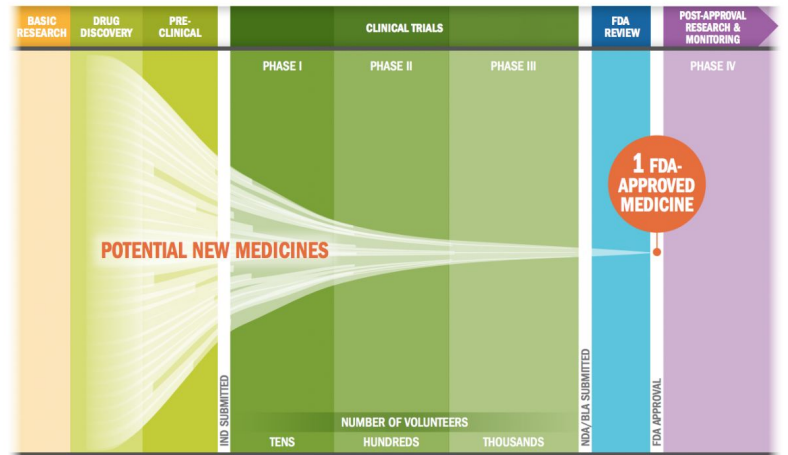 BASIC
RESEARCH
DRUG
DISCOVERY
PRE-
CLINICAL
CLINICAL TRIALS
FDA
REVIEW
POST-APPROVAL
RESEARCH &
MONITORING
PHASE I
PHASE II
PHASE III
PHASE IV
1 FDA-
APPROVED
MEDICINE
POTENTIAL NEW MEDICINES
IND SUBMITTED
NDA/BLA SUBMITTED
FDA APPROVAL
NUMBER OF VOLUNTEERS
TENS
HUNDREDS
THOUSANDS